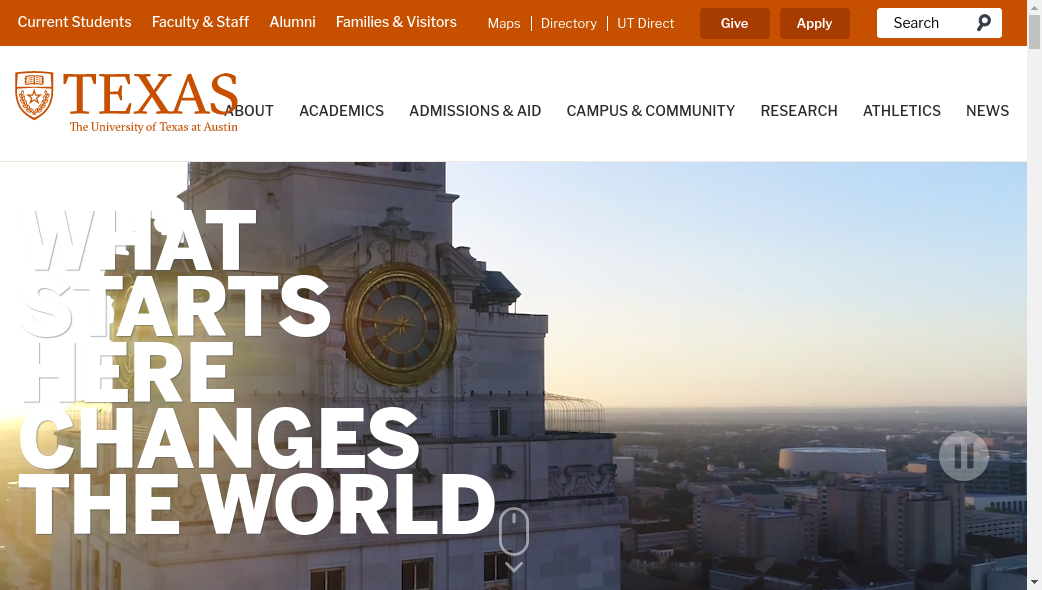 Current Students Faculty & Staff Alumni Families & Visitors Maps Directory UT Direct Give Apply Search
TEXAS
The University of Texas at Austin
ABOUT ACADEMICS ADMISSIONS & AID CAMPUS & COMMUNITY RESEARCH ATHLETICS NEWS
WHAT
STARTS
HERE
CHANGES
THE WORLD